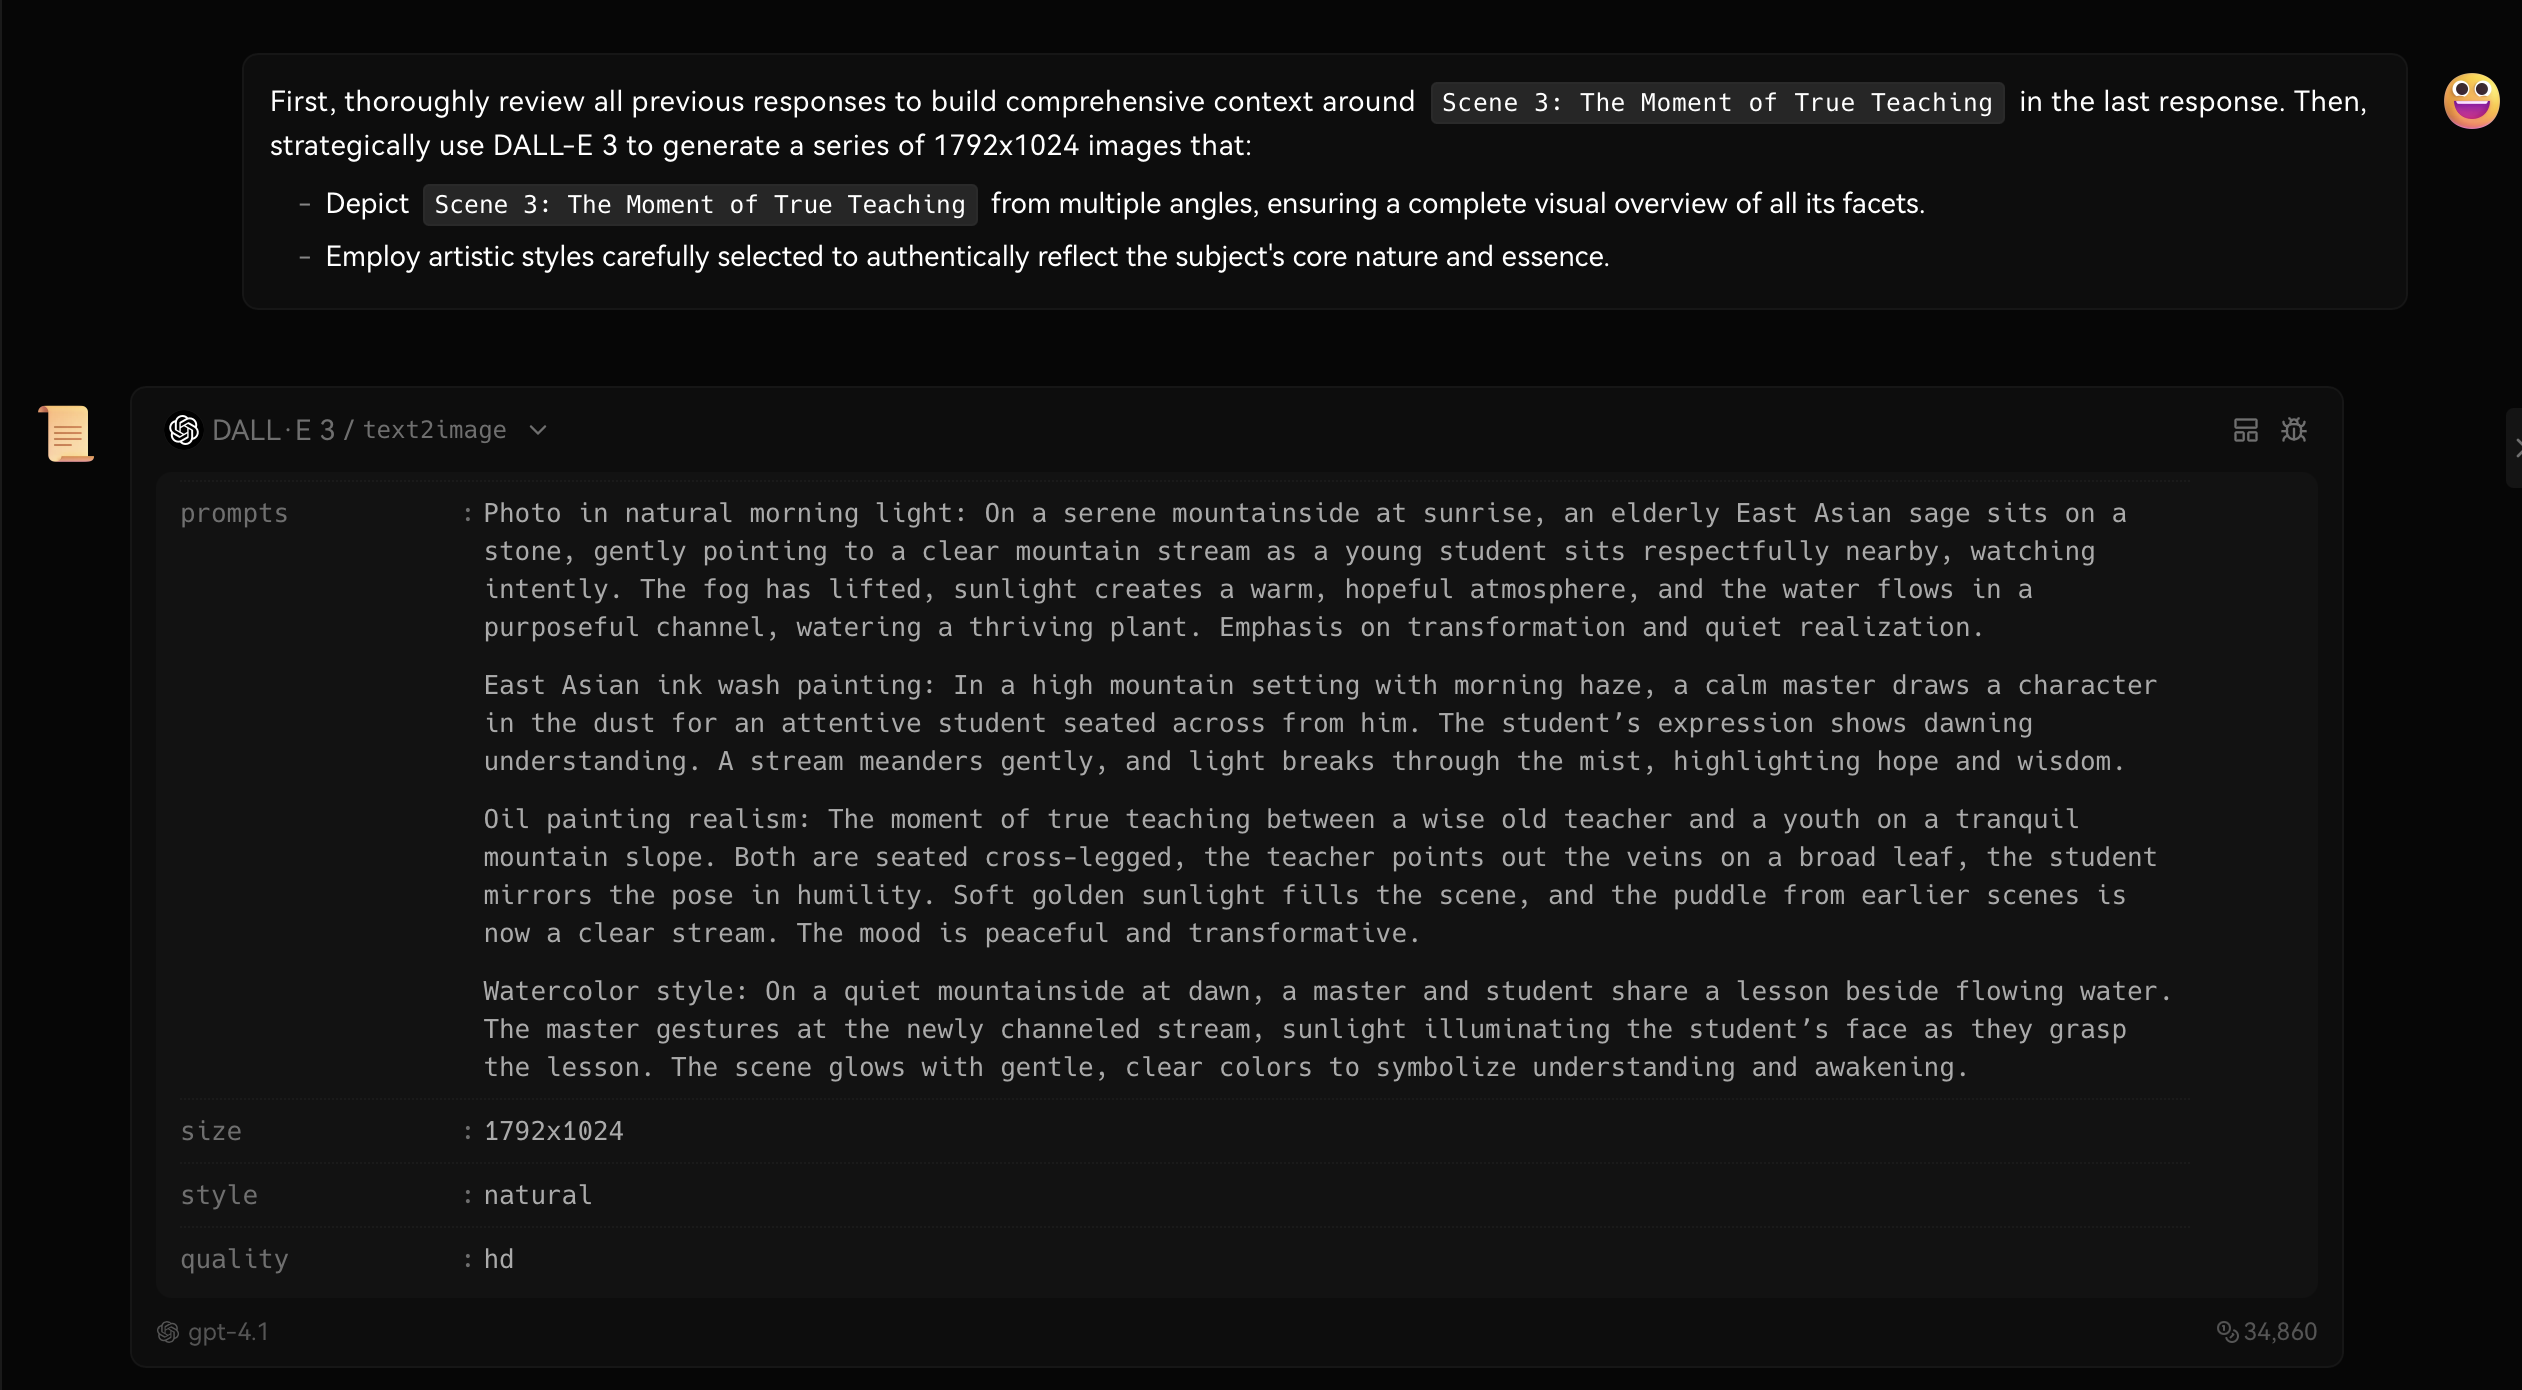 First, thoroughly review all previous responses to build comprehensive context around Scene 3: The Moment of True Teaching in the last response. Then,
strategically use DALL-E 3 to generate a series of 1792x1024 images that:
- Depict Scene 3: The Moment of True Teaching from multiple angles, ensuring a complete visual overview of all its facets.
- Employ artistic styles carefully selected to authentically reflect the subject's core nature and essence.
DALL·E 3 / text2image
prompts : Photo in natural morning light: On a serene mountainside at sunrise, an elderly East Asian sage sits on a
stone, gently pointing to a clear mountain stream as a young student sits respectfully nearby, watching
intently. The fog has lifted, sunlight creates a warm, hopeful atmosphere, and the water flows in a
purposeful channel, watering a thriving plant. Emphasis on transformation and quiet realization.
East Asian ink wash painting: In a high mountain setting with morning haze, a calm master draws a character
in the dust for an attentive student seated across from him. The student’s expression shows dawning
understanding. A stream meanders gently, and light breaks through the mist, highlighting hope and wisdom.
Oil painting realism: The moment of true teaching between a wise old teacher and a youth on a tranquil
mountain slope. Both are seated cross-legged, the teacher points out the veins on a broad leaf, the student
mirrors the pose in humility. Soft golden sunlight fills the scene, and the puddle from earlier scenes is
now a clear stream. The mood is peaceful and transformative.
Watercolor style: On a quiet mountainside at dawn, a master and student share a lesson beside flowing water.
The master gestures at the newly channeled stream, sunlight illuminating the student’s face as they grasp
the lesson. The scene glows with gentle, clear colors to symbolize understanding and awakening.
size : 1792x1024
style : natural
quality : hd
gpt-4.1
34,860